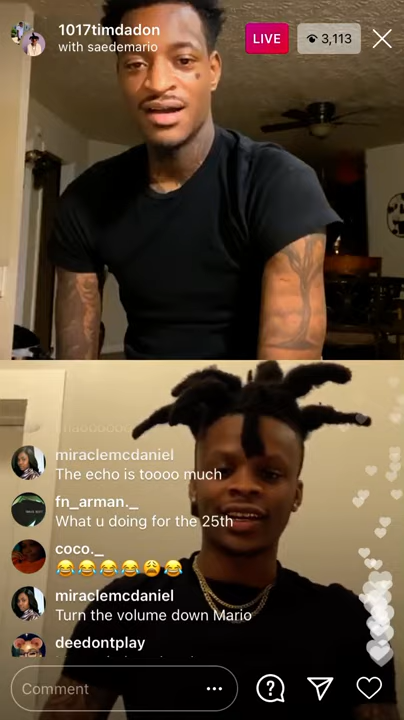 1017timdadon
with saedemario
LIVE
3,113
miraclemcdaniel
The echo is toooo much
fn_arman._
What u doing for the 25th
coco._
😂😂😂😂😩😂
miraclemcdaniel
Turn the volume down Mario
deedontplay
Comment